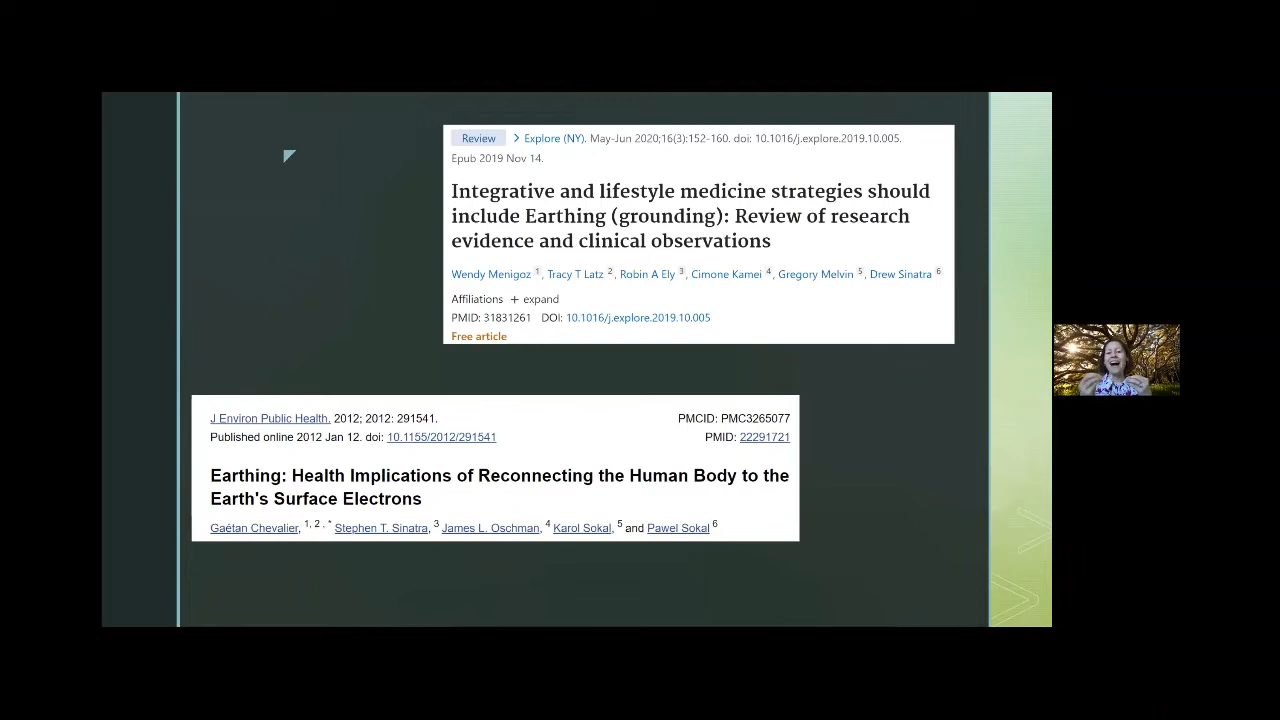 Review > Explore (NY). May-Jun 2020;16(3):152-160. doi: 10.1016/j.explore.2019.10.005.
Epub 2019 Nov 14.
Integrative and lifestyle medicine strategies should
include Earthing (grounding): Review of research
evidence and clinical observations
Wendy Menigoz 1, Tracy T Latz 2, Robin A Ely 3, Cimone Kamei 4, Gregory Melvin 5, Drew Sinatra 6
Affiliations + expand
PMID: 31831261 DOI: 10.1016/j.explore.2019.10.005
Free article
J Environ Public Health. 2012; 2012: 291541. PMCID: PMC3265077
Published online 2012 Jan 12. doi: 10.1155/2012/291541 PMID: 22291721
Earthing: Health Implications of Reconnecting the Human Body to the
Earth's Surface Electrons
Gaétan Chevalier, 1, 2, * Stephen T. Sinatra, 3 James L. Oschman, 4 Karol Sokal, 5 and Pawel Sokal 6